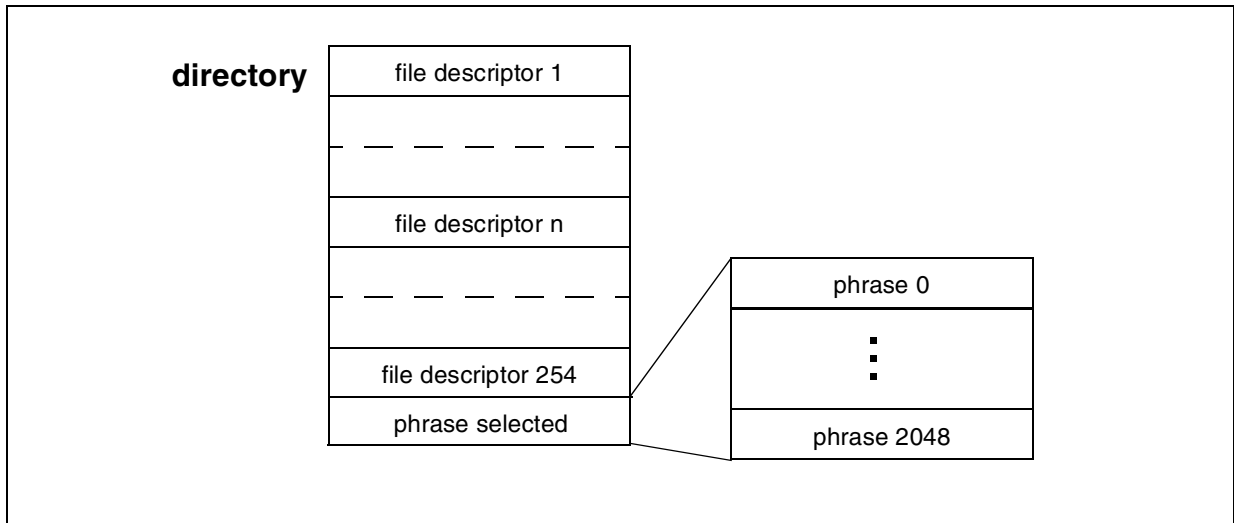 directory
file descriptor 1
file descriptor n
file descriptor 254
phrase selected
phrase 0
phrase 2048